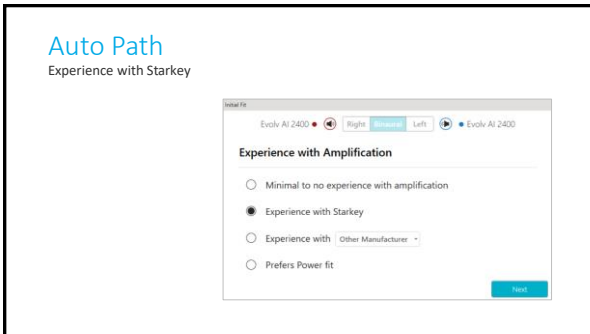 Auto Path
Experience with Starkey
Initial Fit
Evolv AI 2400 Right Binaural Left Evolv AI 2400
Experience with Amplification
Minimal to no experience with amplification
Experience with Starkey
Experience with Other Manufacturer
Prefers Power fit
Next